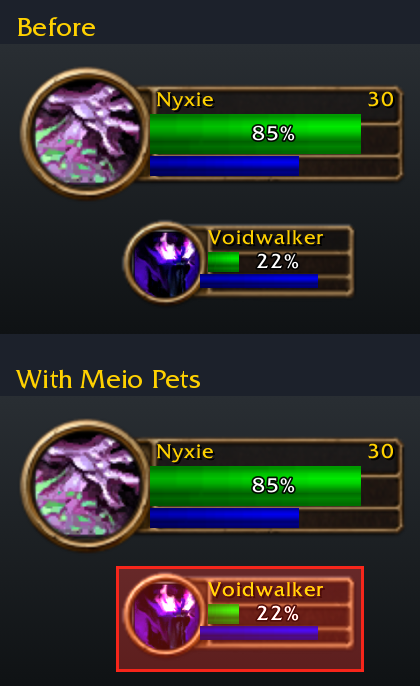 Before
Nyxie 30
85%
Voidwalker
22%
With Meio Pets
Nyxie 30
85%
Voidwalker
22%